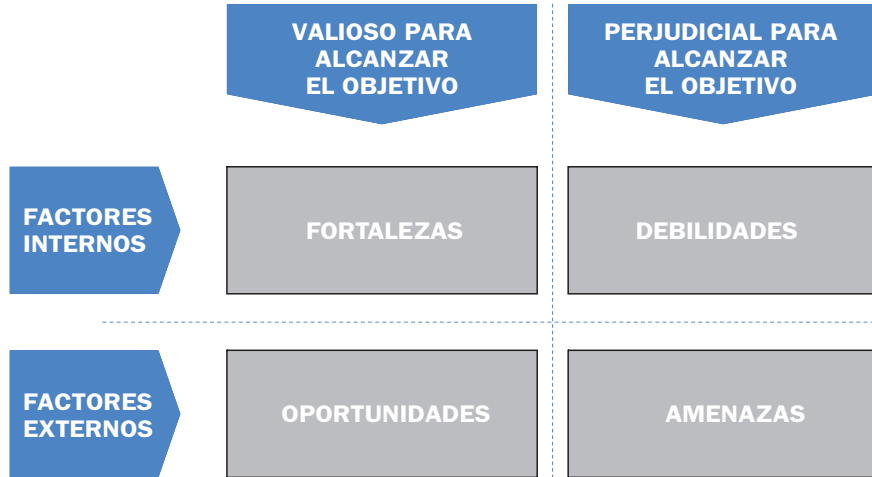 VALIOSO PARA
ALCANZAR
EL OBJETIVO
PERJUDICIAL PARA
ALCANZAR
EL OBJETIVO
FACTORES
INTERNOS
FORTALEZAS
DEBILIDADES
FACTORES
EXTERNOS
OPORTUNIDADES
AMENAZAS